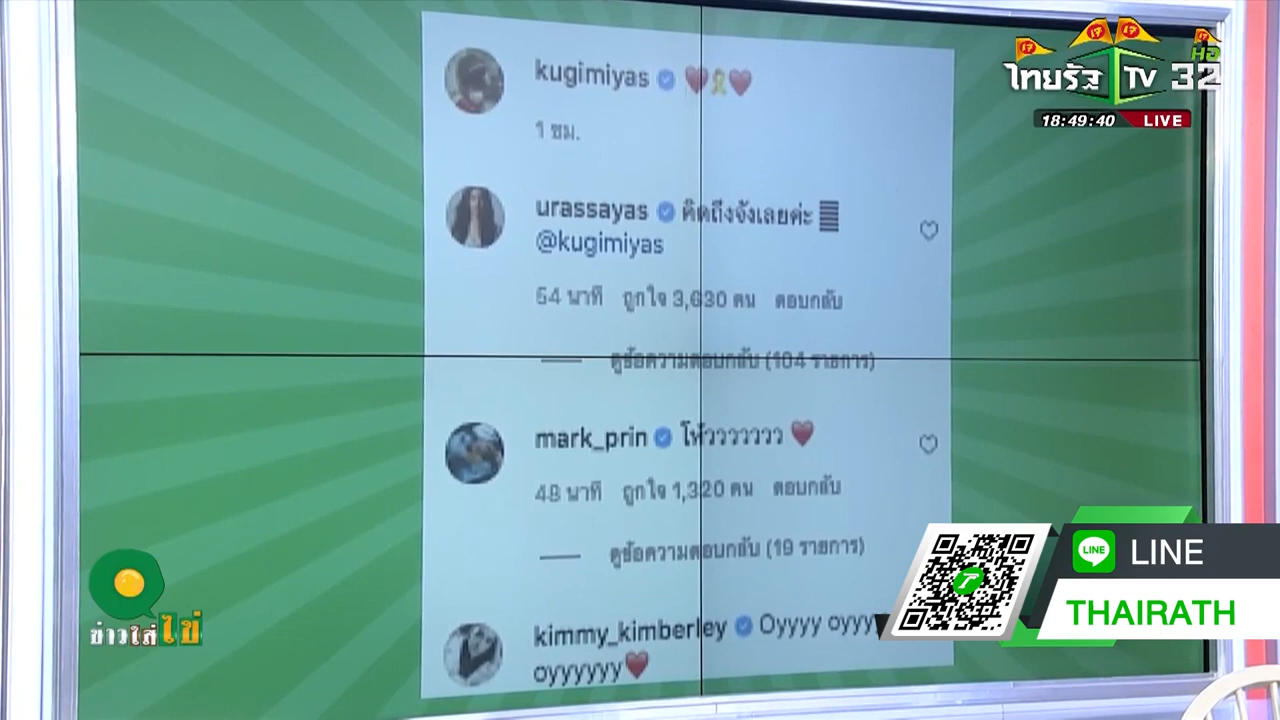 kugimiyas ❤️🎗️❤️
1 ชม.
urassayas คิดถึงจังเลยค่ะ
@kugimiyas
54 นาที ถูกใจ 3,630 คน ตอบกลับ
ดูข้อความตอบกลับ (104 รายการ)
mark_prin โห้ววววววว ❤️
48 นาที ถูกใจ 1,320 คน ตอบกลับ
ดูข้อความตอบกลับ (19 รายการ)
kimmy_kimberley Oyyyy oyyy
oyyyyyy❤️
ไทยรัฐ TV 32
18:49:40 LIVE
ข่าวใส่ไข่
LINE
LINE
THAIRATH